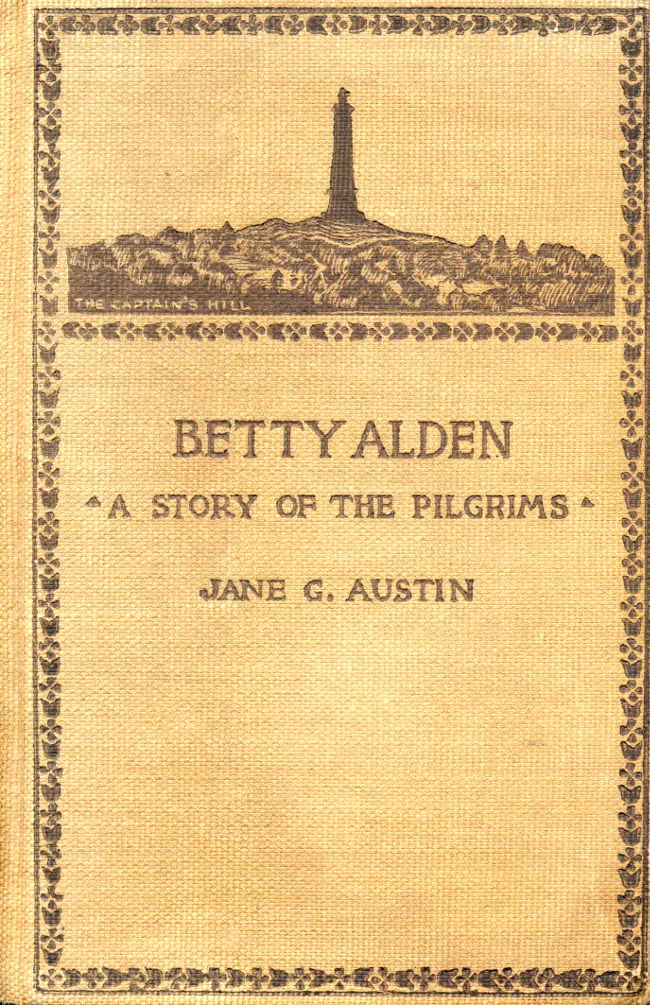 THE CAPTAIN'S HILL
BETTY ALDEN
A STORY OF THE PILGRIMS
JANE G. AUSTIN